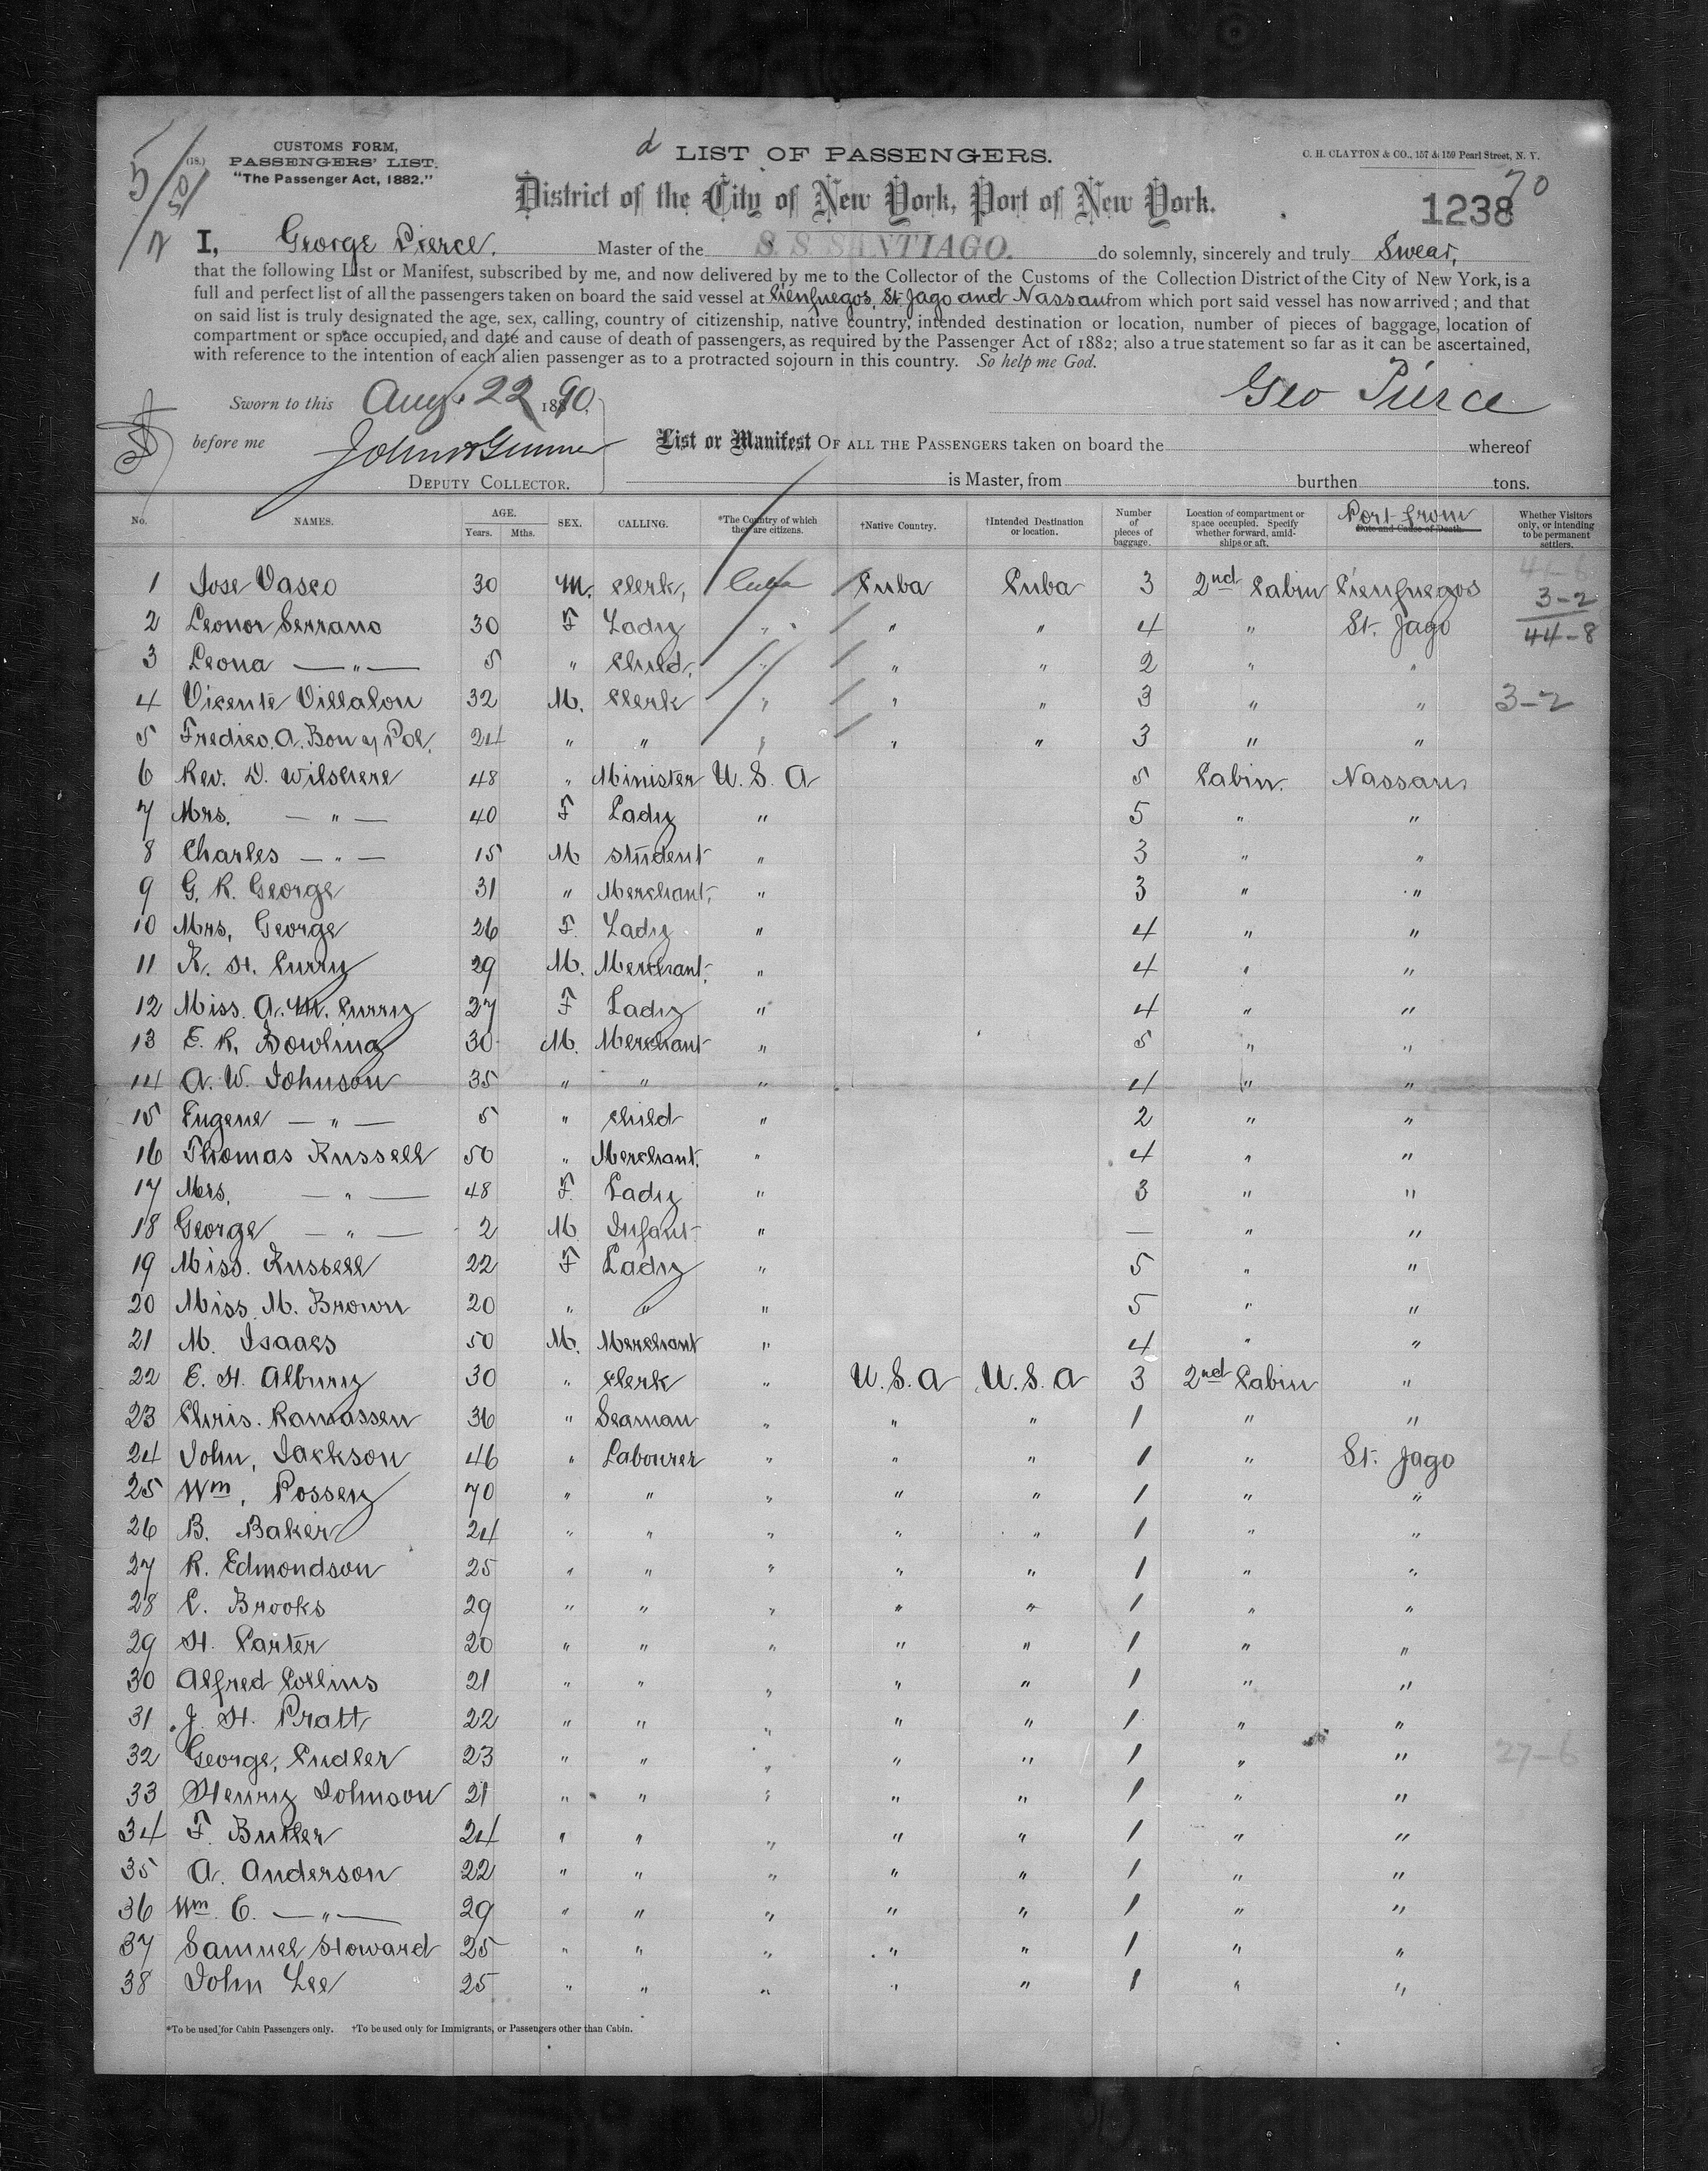 CUSTOMS FORM,
PASSENGERS' LIST.
"The Passenger Act, 1882."
(18.)
d LIST OF PASSENGERS.
C. H. CLAYTON & CO., 157 & 159 Pearl Street, N. Y.
District of the City of New York, Port of New York.
70
1238
I, George Pierce. Master of the S. S. SANTIAGO. do solemnly, sincerely and truly Swear,
that the following List or Manifest, subscribed by me, and now delivered by me to the Collector of the Customs of the Collection District of the City of New York, is a
full and perfect list of all the passengers taken on board the said vessel at Cienfuegos, St. Jago and Nassau from which port said vessel has now arrived; and that
on said list is truly designated the age, sex, calling, country of citizenship, native country, intended destination or location, number of pieces of baggage, location of
compartment or space occupied, and date and cause of death of passengers, as required by the Passenger Act of 1882; also a true statement so far as it can be ascertained,
with reference to the intention of each alien passenger as to a protracted sojourn in this country. So help me God.
Geo Pierce
Sworn to this Aug. 22 1890.
before me
List or Manifest OF ALL THE PASSENGERS taken on board the whereof
DEPUTY COLLECTOR.
is Master, from burthen tons.
No. NAMES. AGE. Years. Mths. SEX. CALLING. *The Country of which they are citizens. †Native Country. †Intended Destination or location. Number of pieces of baggage. Location of compartment or space occupied. Specify whether forward, amidships or aft. Port from Date and Cause of Death. Whether Visitors only, or intending to be permanent settlers.
1 Jose Vasco 30 M. Clerk, Cuba Cuba Cuba 3 2nd Cabin Cienfuegos 3-2
2 Leonor Serrano 30 F Lady " " " 4 " St. Jago 44-8
3 Leona — " — 5 " Child, " " " 2 " "
4 Vicente Villalon 32 M. Clerk " " " 3 " " 3-2
5 Fredico. A. Bon y Pol. 24 " " " " " 3 " "
6 Rev. D. Wilshere 48 " Minister U. S. A 5 Cabin. Nassau
7 Mrs. — " — 40 F Lady " 5 " "
8 Charles — " — 15 M student " 3 " "
9 G. R. George 31 " Merchant, " 3 " "
10 Mrs, George 26 F. Lady " 4 " "
11 R. H. Curry 29 M. Merchant. " 4 " "
12 Miss. A. M. Curry 27 F Lady " 4 " "
13 E. R. Bowling 30 M. Merchant " 5 " "
14 A. W. Johnson 35 " " " 4 " "
15 Eugene — " — 5 " child " 2 " "
16 Thomas Russell 50 " Merchant. " 4 " "
17 Mrs. — " — 48 F. Lady " 3 " "
18 George — " — 2 M. Infant " — " "
19 Miss. Russell 22 F Lady " 5 " "
20 Miss M. Brown 20 " " " 5 " "
21 M. Isaacs 50 M. Merchant " 4 " "
22 E. H. Albury 30 " Clerk " U. S. A U. S. A 3 2nd Cabin "
23 Chris. Ramassen 36 " Seaman " " " 1 " "
24 John, Jackson 46 " Labourer " " " 1 " St. Jago
25 Wm, Possey 70 " " " " " 1 " "
26 B. Baker 24 " " " " " 1 " "
27 R. Edmondson 25 " " " " " 1 " "
28 C. Brooks 29 " " " " " 1 " "
29 H. Carter 20 " " " " " 1 " "
30 Alfred Collins 21 " " " " " 1 " "
31 J. H. Pratt 22 " " " " " 1 " "
32 George, Cudler 23 " " " " " 1 " " 27-6
33 Henry Johnson 21 " " " " " 1 " "
34 F. Butler 24 " " " " " 1 " "
35 A. Anderson 22 " " " " " 1 " "
36 Wm. C. — " — 29 " " " " " 1 " "
37 Samuel Howard 25 " " " " " 1 " "
38 John Lee 25 " " " " " 1 " "
*To be used for Cabin Passengers only. †To be used only for Immigrants, or Passengers other than Cabin.